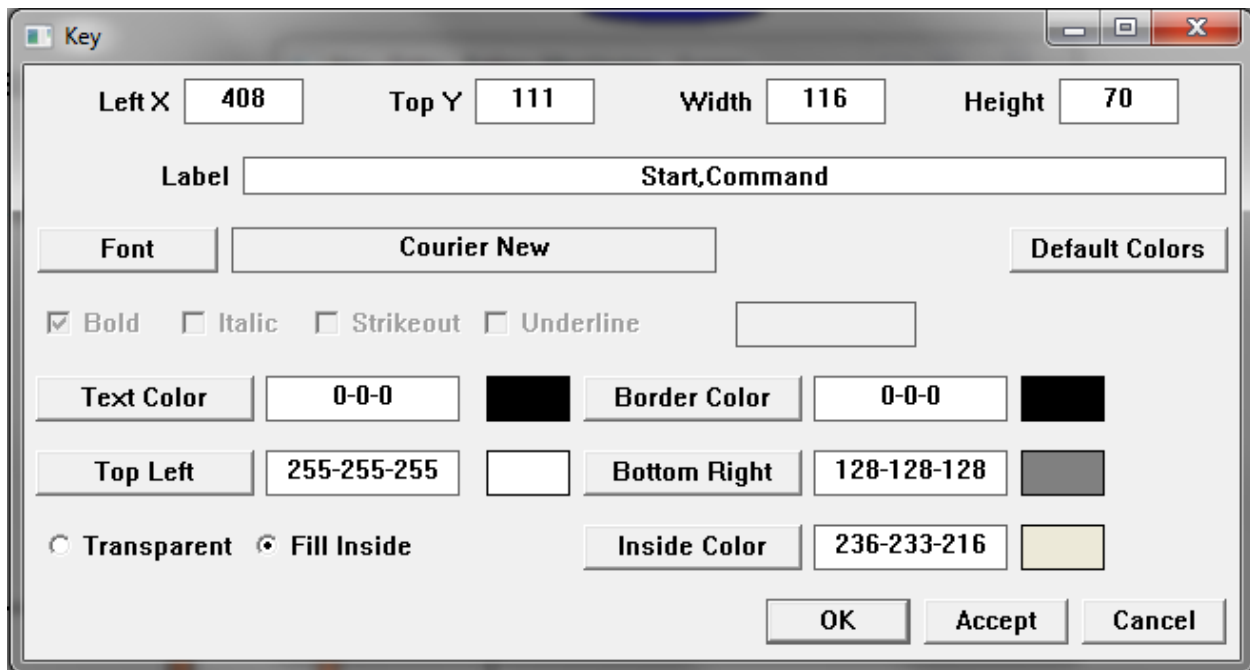 Key
Left X 408 Top Y 111 Width 116 Height 70
Label Start,Command
Font Courier New Default Colors
Bold Italic Strikeout Underline
Text Color 0-0-0 Border Color 0-0-0
Top Left 255-255-255 Bottom Right 128-128-128
Transparent Fill Inside Inside Color 236-233-216
OK Accept Cancel